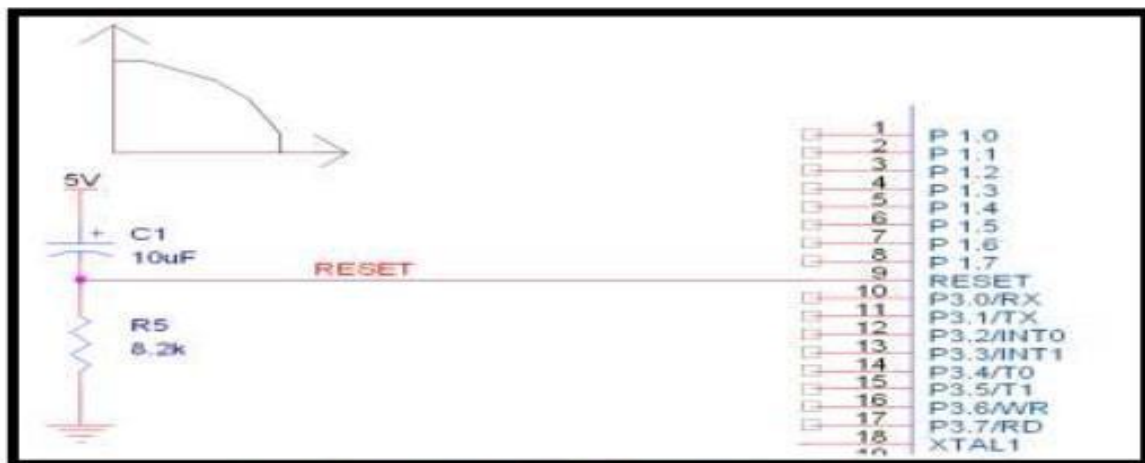 5V
+ C1
10uF
RESET
R5
8.2k
1 P 1.0
2 P 1.1
3 P 1.2
4 P 1.3
5 P 1.4
6 P 1.5
7 P 1.6
8 P 1.7
9 RESET
10 P3.0/RX
11 P3.1/TX
12 P3.2/INT0
13 P3.3/INT1
14 P3.4/T0
15 P3.5/T1
16 P3.6/WR
17 P3.7/RD
18 XTAL1